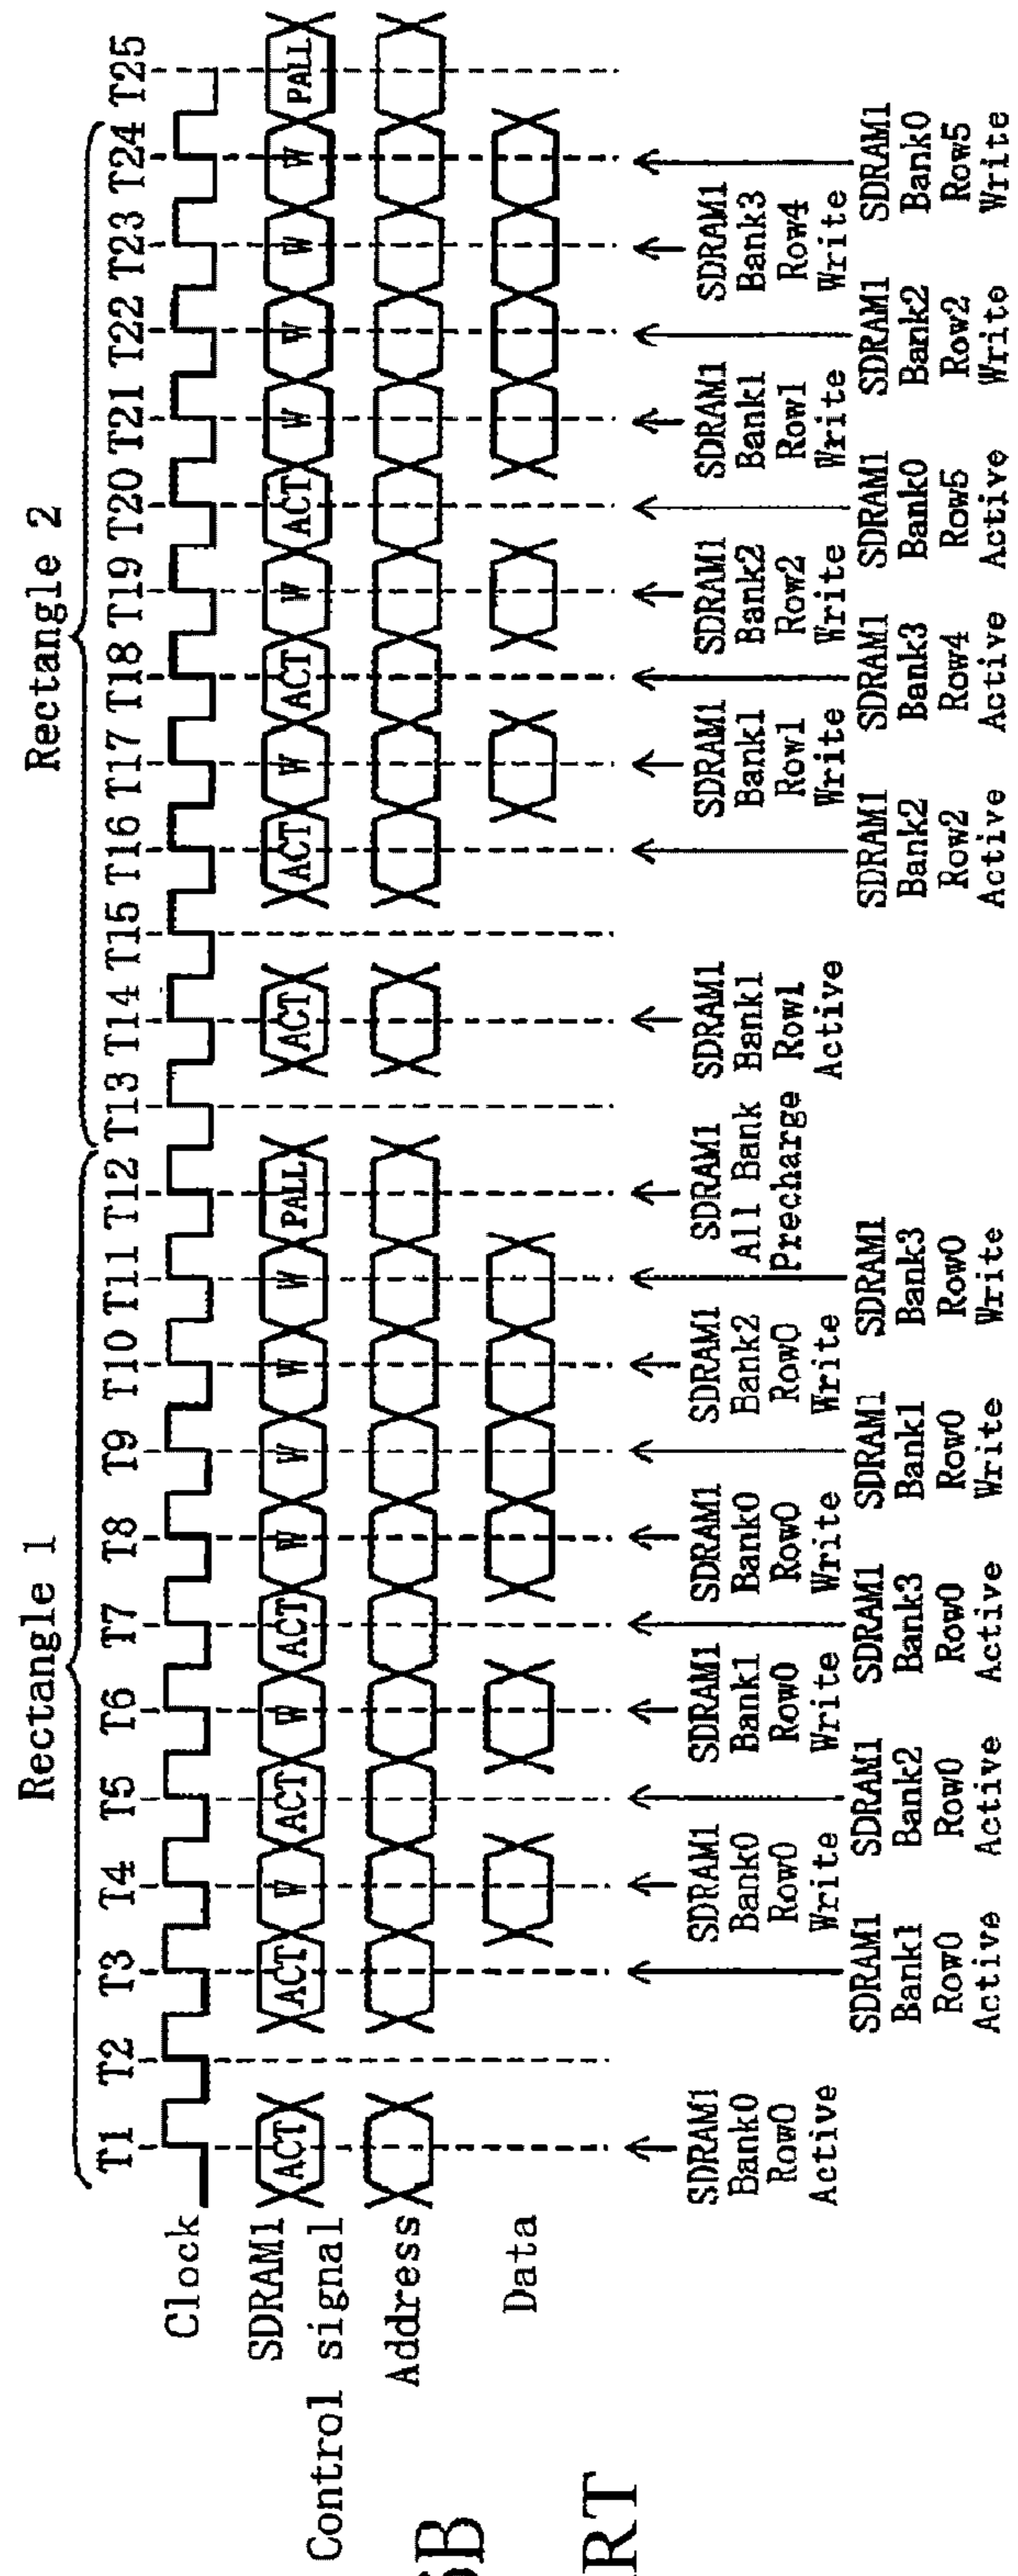 Rectangle 1
Rectangle 2
T1 T2 T3 T4 T5 T6 T7 T8 T9 T10 T11 T12 T13 T14 T15 T16 T17 T18 T19 T20 T21 T22 T23 T24 T25
Clock
SDRAM1
Control signal
ACT ACT W ACT W ACT W W W W PALL ACT ACT W ACT W ACT W W W W PALL
Address
Data
SDRAM1
Bank0
Row0
Active
SDRAM1
Bank1
Row0
Active
SDRAM1
Bank0
Row0
Write
SDRAM1
Bank2
Row0
Active
SDRAM1
Bank1
Row0
Write
SDRAM1
Bank3
Row0
Active
SDRAM1
Bank0
Row0
Write
SDRAM1
Bank1
Row0
Write
SDRAM1
Bank2
Row0
Write
SDRAM1
Bank3
Row0
Write
SDRAM1
All Bank
Precharge
SDRAM1
Bank1
Row1
Active
SDRAM1
Bank2
Row2
Active
SDRAM1
Bank1
Row1
Write
SDRAM1
Bank3
Row4
Active
SDRAM1
Bank2
Row2
Write
SDRAM1
Bank0
Row5
Active
SDRAM1
Bank1
Row1
Write
SDRAM1
Bank2
Row2
Write
SDRAM1
Bank3
Row4
Write
SDRAM1
Bank0
Row5
Write